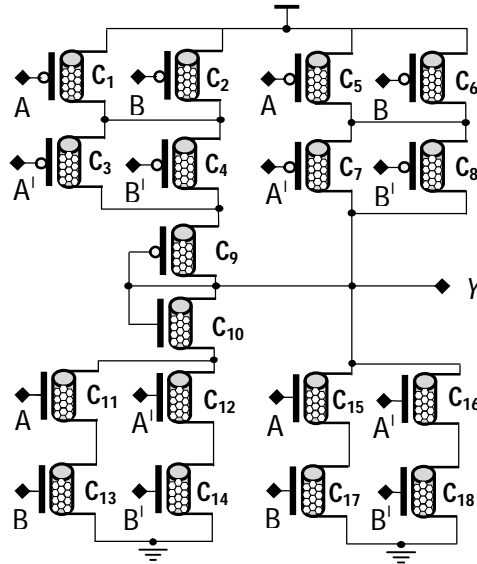 C1 C2 C5 C6
A B A B
C3 C4 C7 C8
A| B| A| B|
C9
Y
C10
C11 C12 C15 C16
A A| A A|
C13 C14 C17 C18
B B| B B|